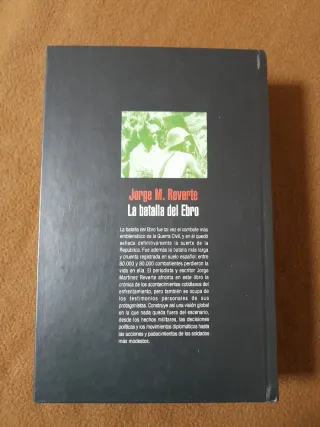 Jorge M. Reverte
La batalla del Ebro
La batalla del Ebro fue tal vez el combate más
emblemático de la Guerra Civil, y en él quedó
echada definitivamente la suerte de la
República. Fue además la batalla más larga
y cruenta registrada en suelo español: entre
60.000 y 80.000 combatientes perdieron la
vida en ella. El periodista y escritor Jorge
Martínez Reverte afronta en este libro la
crónica de los acontecimientos cotidianos del
enfrentamiento, pero también se ocupa de
los testimonios personales de sus
protagonistas. Construye así una visión global
en la que nada queda fuera del escenario,
desde los hechos militares, las decisiones
políticas y los movimientos diplomáticos hasta
las acciones y padecimientos de los soldados
más modestos.